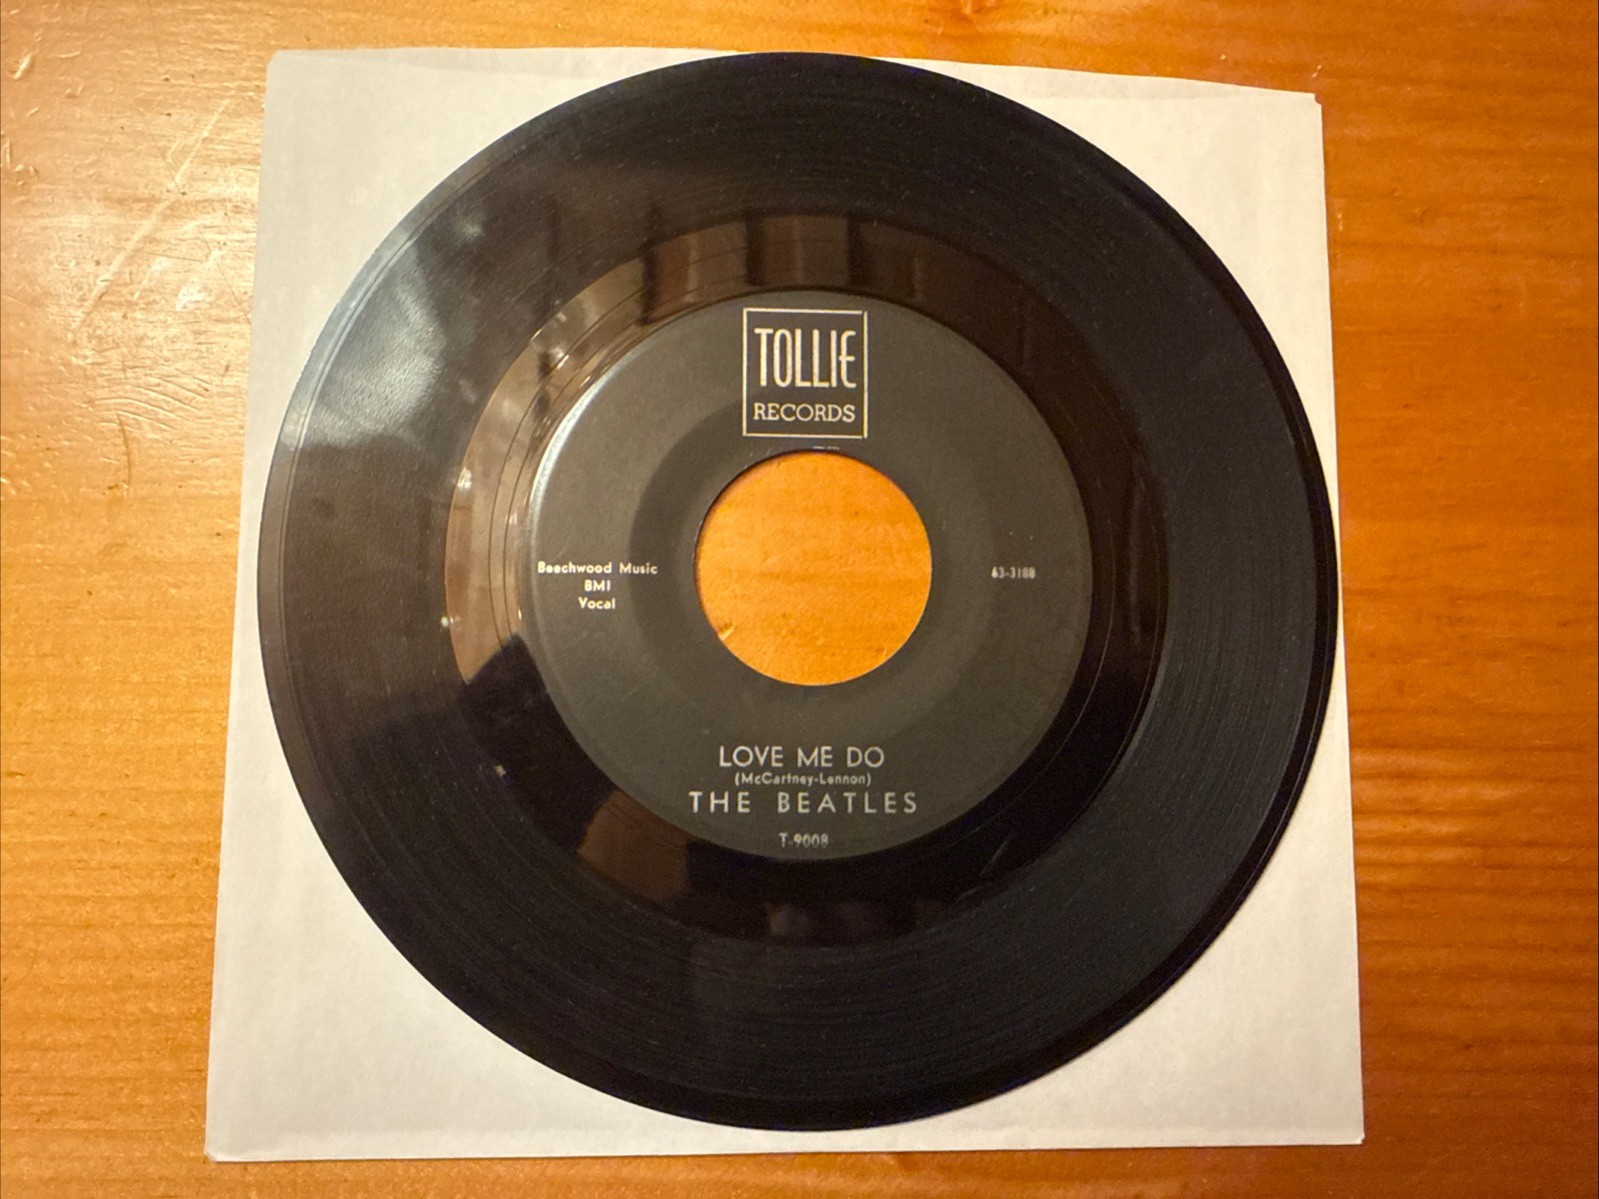 TOLLIE
RECORDS
Beechwood Music
BMI
Vocal
63-3188
LOVE ME DO
(McCartney-Lennon)
THE BEATLES
T-9008